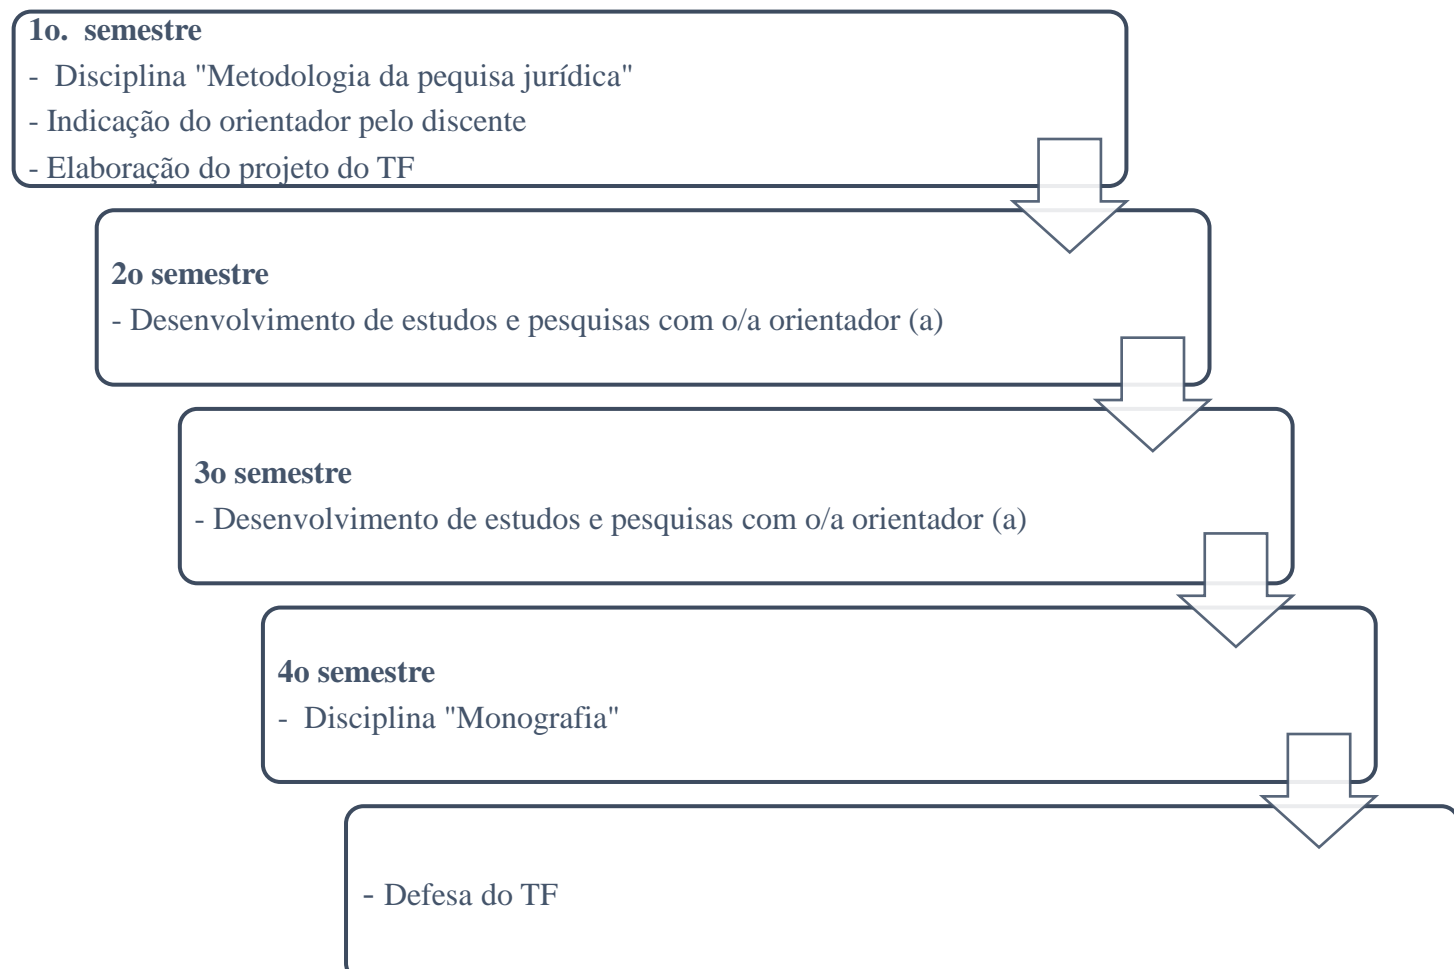 1o. semestre
- Disciplina "Metodologia da pequisa jurídica"
- Indicação do orientador pelo discente
- Elaboração do projeto do TF
2o semestre
- Desenvolvimento de estudos e pesquisas com o/a orientador (a)
3o semestre
- Desenvolvimento de estudos e pesquisas com o/a orientador (a)
4o semestre
- Disciplina "Monografia"
- Defesa do TF